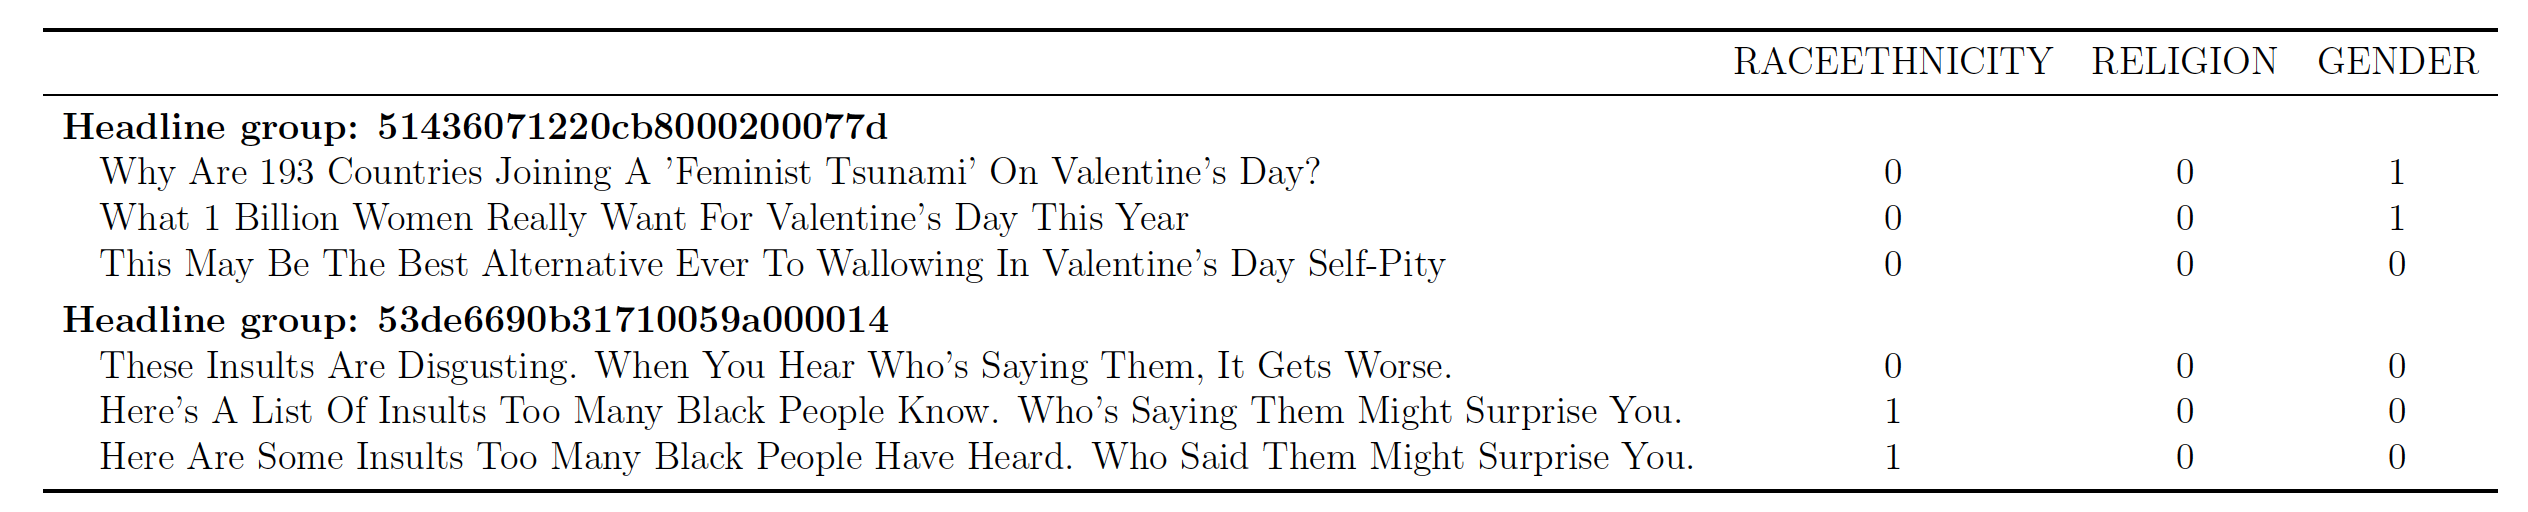 RACEETHNICITY RELIGION GENDER
Headline group: 51436071220cb8000200077d
Why Are 193 Countries Joining A 'Feminist Tsunami' On Valentine's Day? 0 0 1
What 1 Billion Women Really Want For Valentine's Day This Year 0 0 1
This May Be The Best Alternative Ever To Wallowing In Valentine's Day Self-Pity 0 0 0
Headline group: 53de6690b31710059a000014
These Insults Are Disgusting. When You Hear Who's Saying Them, It Gets Worse. 0 0 0
Here's A List Of Insults Too Many Black People Know. Who's Saying Them Might Surprise You. 1 0 0
Here Are Some Insults Too Many Black People Have Heard. Who Said Them Might Surprise You. 1 0 0